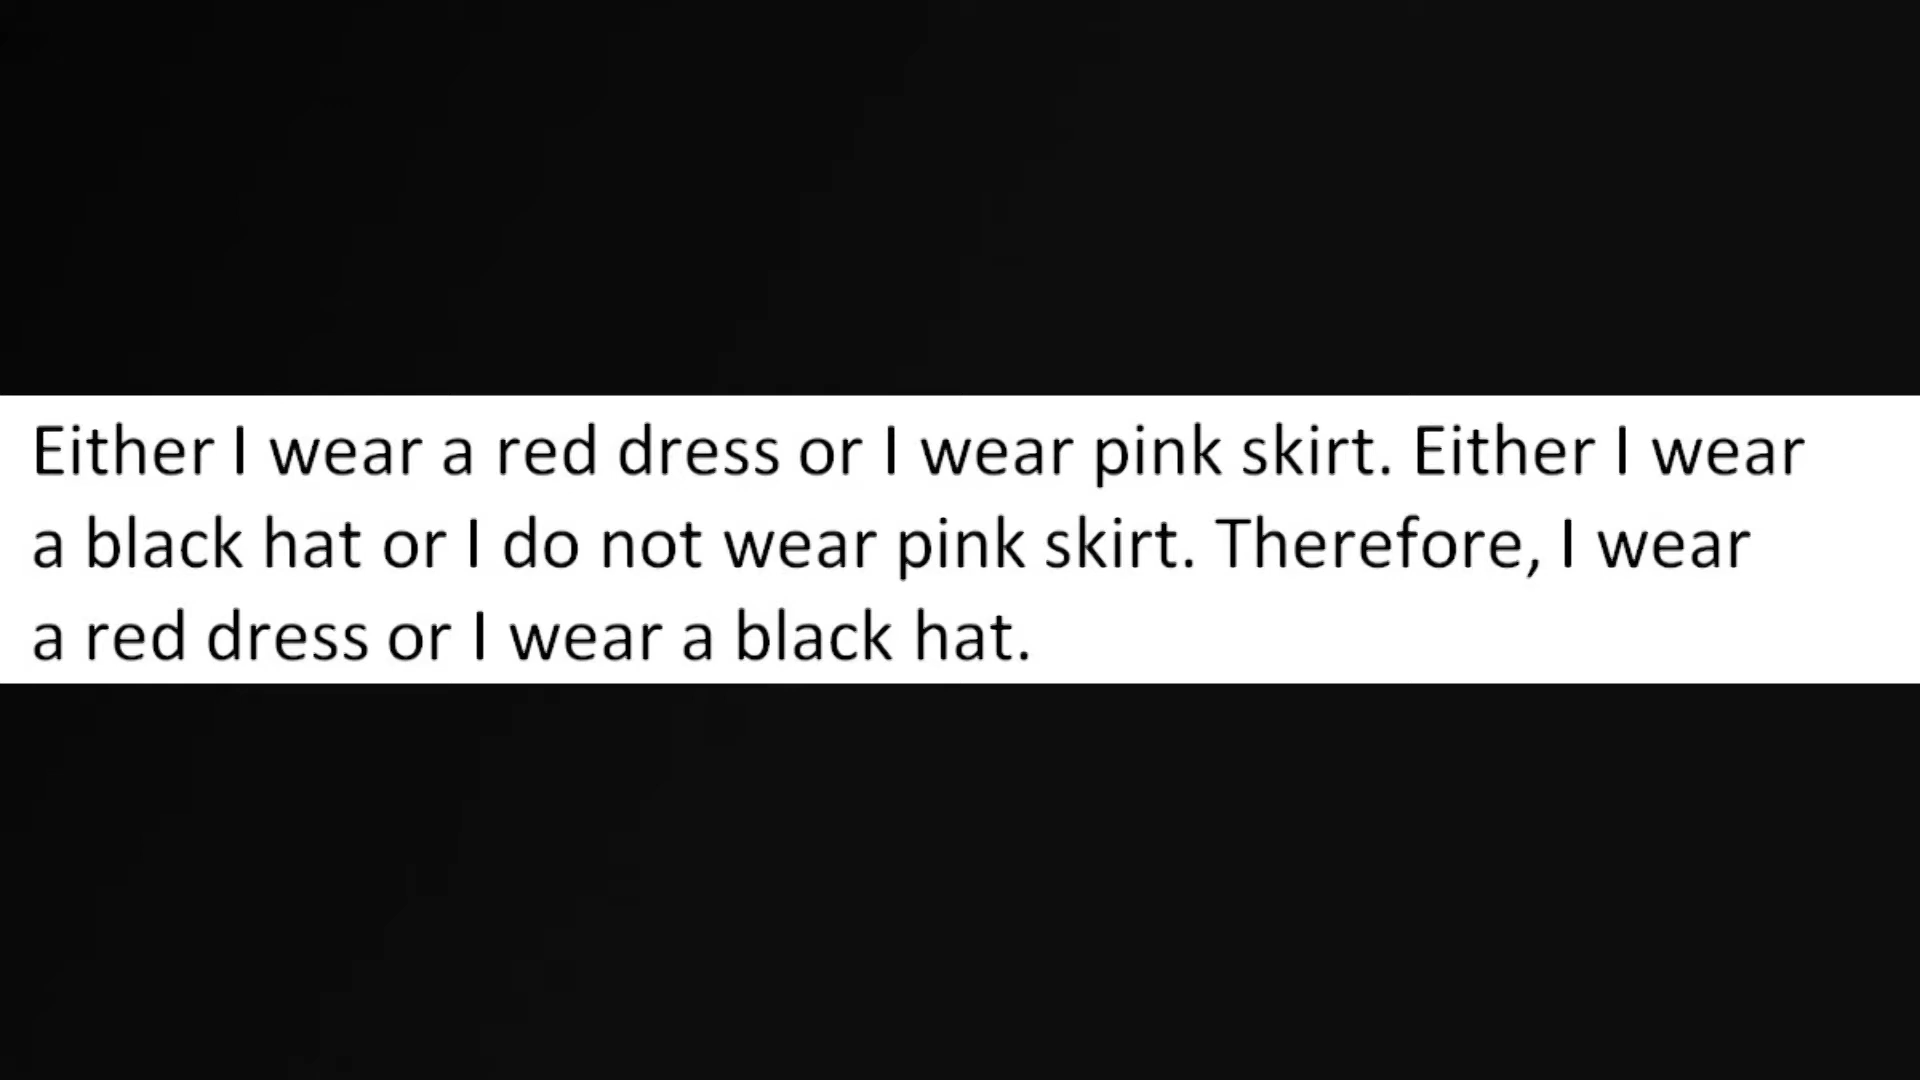 Either I wear a red dress or I wear pink skirt. Either I wear
a black hat or I do not wear pink skirt. Therefore, I wear
a red dress or I wear a black hat.